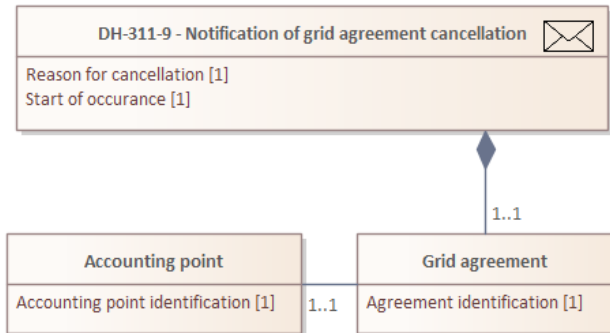 DH-311-9 - Notification of grid agreement cancellation
Reason for cancellation [1]
Start of occurance [1]
1..1
Accounting point
Grid agreement
Accounting point identification [1]
1..1
Agreement identification [1]